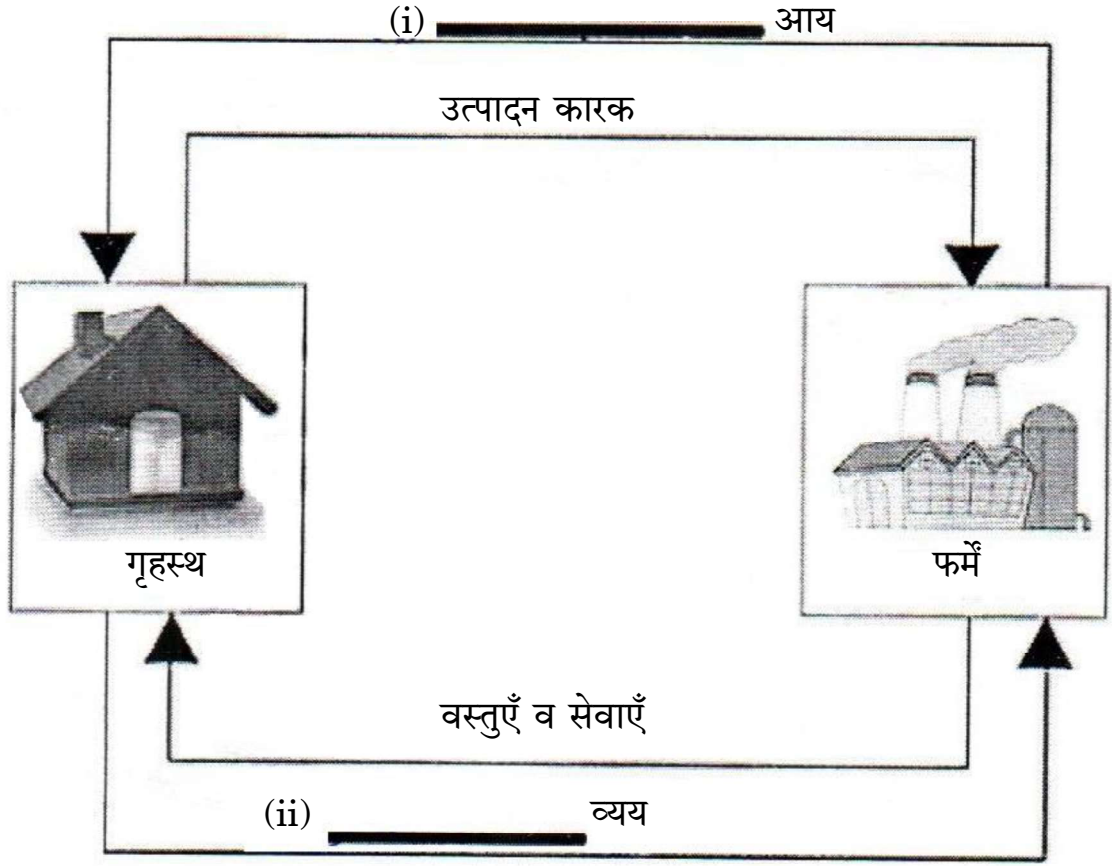 (i) आय
उत्पादन कारक
गृहस्थ
फर्में
वस्तुएँ व सेवाएँ
(ii) व्यय